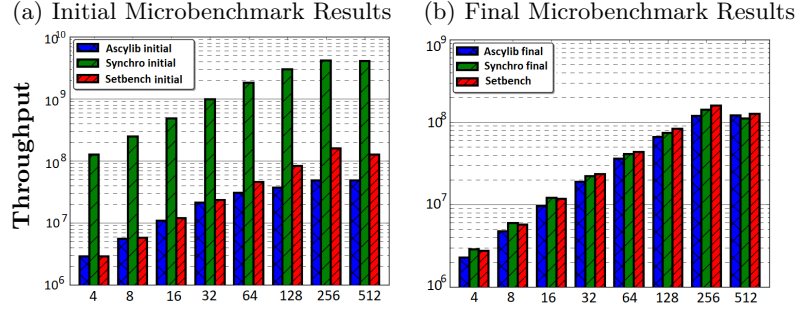 (a) Initial Microbenchmark Results
(b) Final Microbenchmark Results
Throughput
10^10
10^9
10^8
10^7
10^6
Ascylib initial
Synchro initial
Setbench initial
4 8 16 32 64 128 256 512
10^9
10^8
10^7
10^6
Ascylib final
Synchro final
Setbench
4 8 16 32 64 128 256 512